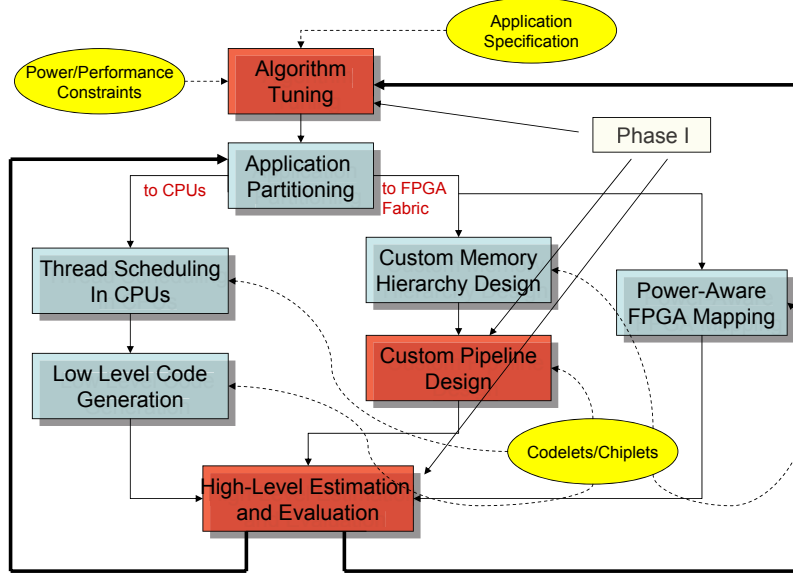 Application
Specification
Power/Performance
Constraints
Algorithm
Tuning
Phase I
Application
Partitioning
to CPUs
to FPGA
Fabric
Thread Scheduling
In CPUs
Custom Memory
Hierarchy Design
Power-Aware
FPGA Mapping
Low Level Code
Generation
Custom Pipeline
Design
Codelets/Chiplets
High-Level Estimation
and Evaluation